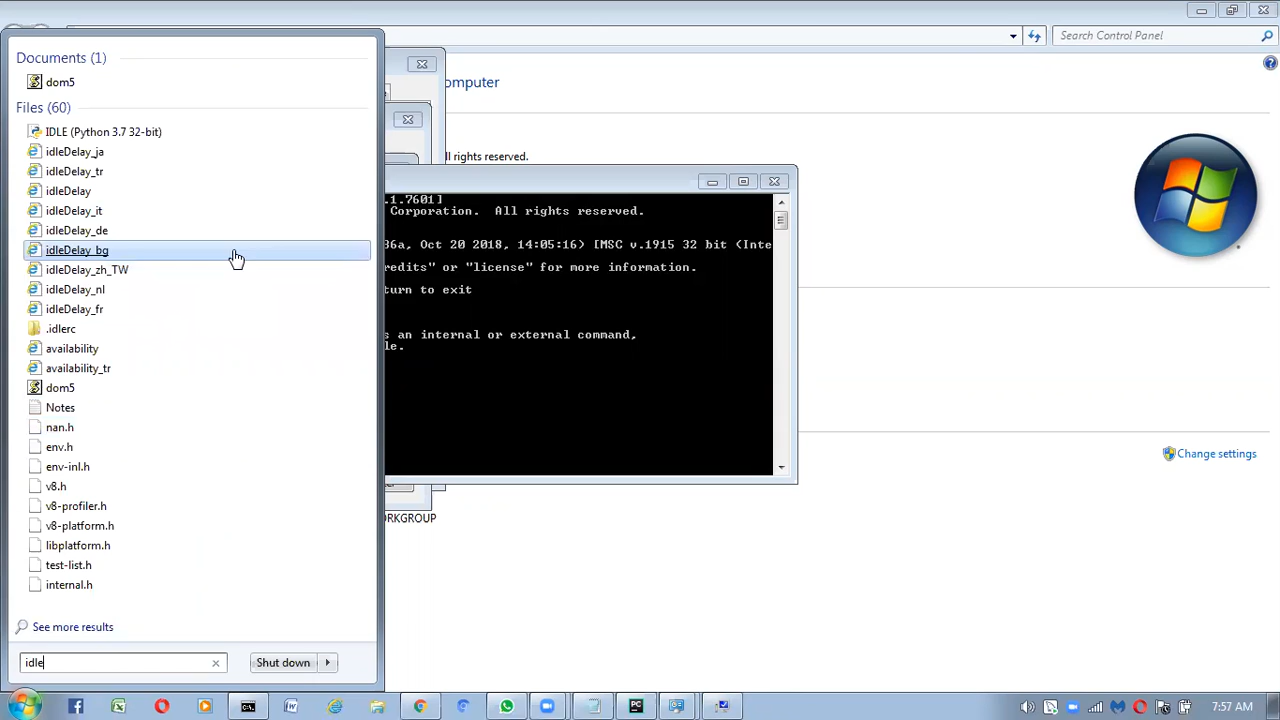 Search Control Panel
Documents (1)
dom5
Files (60)
IDLE (Python 3.7 32-bit)
idleDelay_ja
idleDelay_tr
idleDelay
idleDelay_it
idleDelay_de
idleDelay_bg
idleDelay_zh_TW
idleDelay_nl
idleDelay_fr
.idlerc
availability
availability_tr
dom5
Notes
nan.h
env.h
env-inl.h
v8.h
v8-profiler.h
v8-platform.h
libplatform.h
test-list.h
internal.h
See more results
idle
Shut down
omputer
ll rights reserved.
.1.7601]
Corporation. All rights reserved.
36a, Oct 20 2018, 14:05:16) [MSC v.1915 32 bit (Inte
redits" or "license" for more information.
turn to exit
s an internal or external command,
le.
Change settings
ORKGROUP
PC
7:57 AM